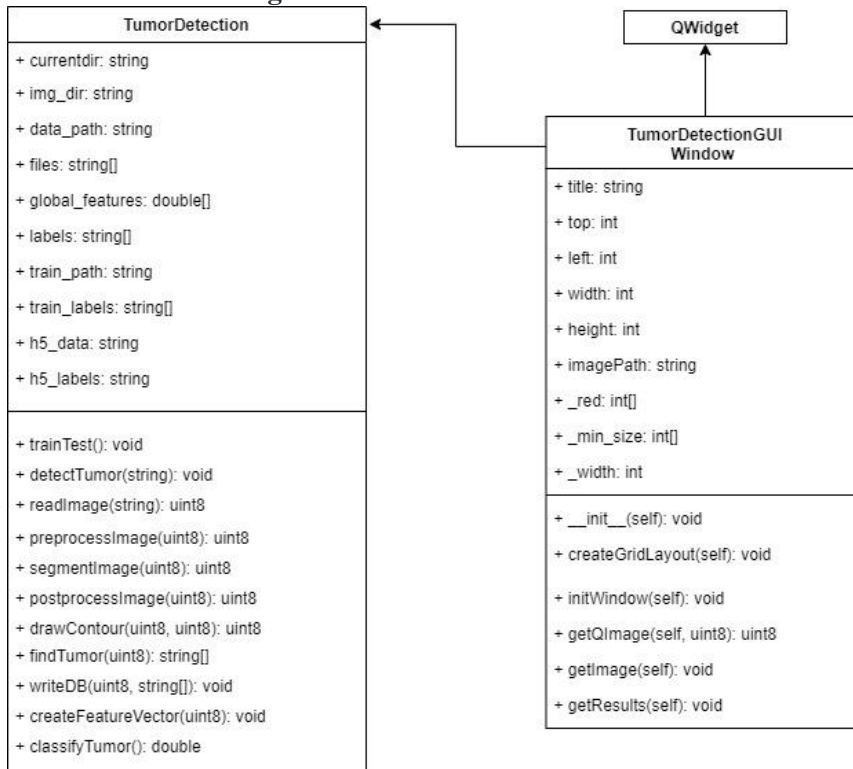 TumorDetection
+ currentdir: string
+ img_dir: string
+ data_path: string
+ files: string[]
+ global_features: double[]
+ labels: string[]
+ train_path: string
+ train_labels: string[]
+ h5_data: string
+ h5_labels: string
+ trainTest(): void
+ detectTumor(string): void
+ readImage(string): uint8
+ preprocessImage(uint8): uint8
+ segmentImage(uint8): uint8
+ postprocessImage(uint8): uint8
+ drawContour(uint8, uint8): uint8
+ findTumor(uint8): string[]
+ writeDB(uint8, string[]): void
+ createFeatureVector(uint8): void
+ classifyTumor(): double
QWidget
TumorDetectionGUI
Window
+ title: string
+ top: int
+ left: int
+ width: int
+ height: int
+ imagePath: string
+ _red: int[]
+ _min_size: int[]
+ _width: int
+ __init__(self): void
+ createGridLayout(self): void
+ initWindow(self): void
+ getQImage(self, uint8): uint8
+ getImage(self): void
+ getResults(self): void